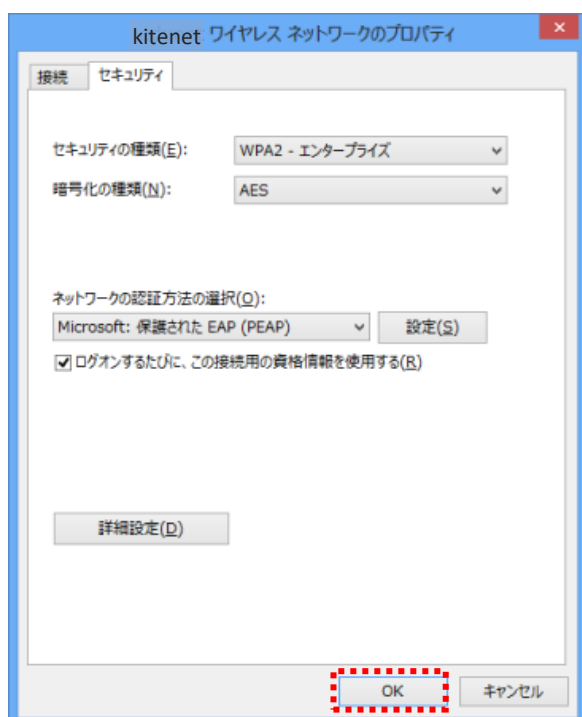 kitenet ワイヤレス ネットワークのプロパティ
接続 セキュリティ
セキュリティの種類(E): WPA2 - エンタープライズ
暗号化の種類(N): AES
ネットワークの認証方法の選択(O):
Microsoft: 保護された EAP (PEAP) 設定(S)
ログオンするたびに、この接続用の資格情報を使用する(R)
詳細設定(D)
OK キャンセル